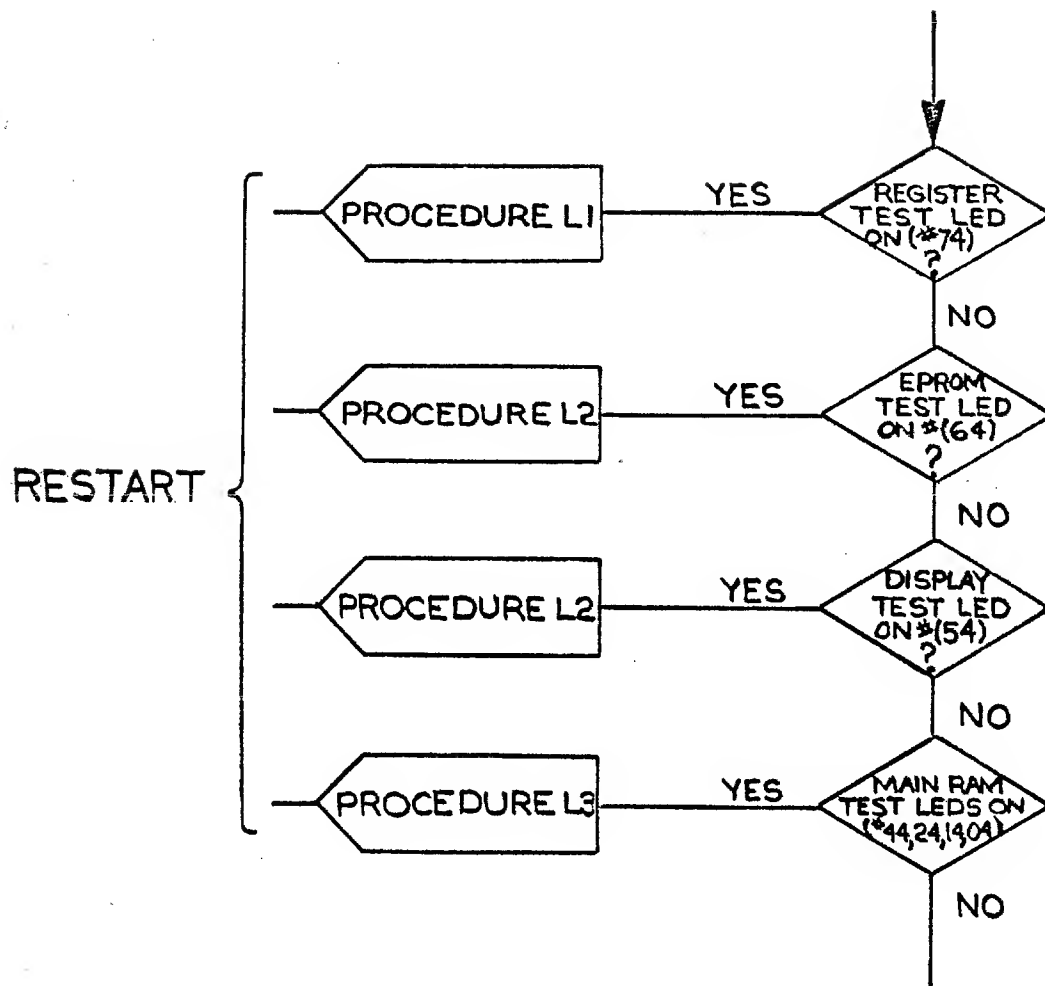 REGISTER
TEST LED
ON (#74)
?
YES
PROCEDURE L1
NO
EPROM
TEST LED
ON #(64)
?
YES
PROCEDURE L2
NO
RESTART
DISPLAY
TEST LED
ON #(54)
?
YES
PROCEDURE L2
NO
MAIN RAM
TEST LEDS ON
(#44,24,14,04)
YES
PROCEDURE L3
NO